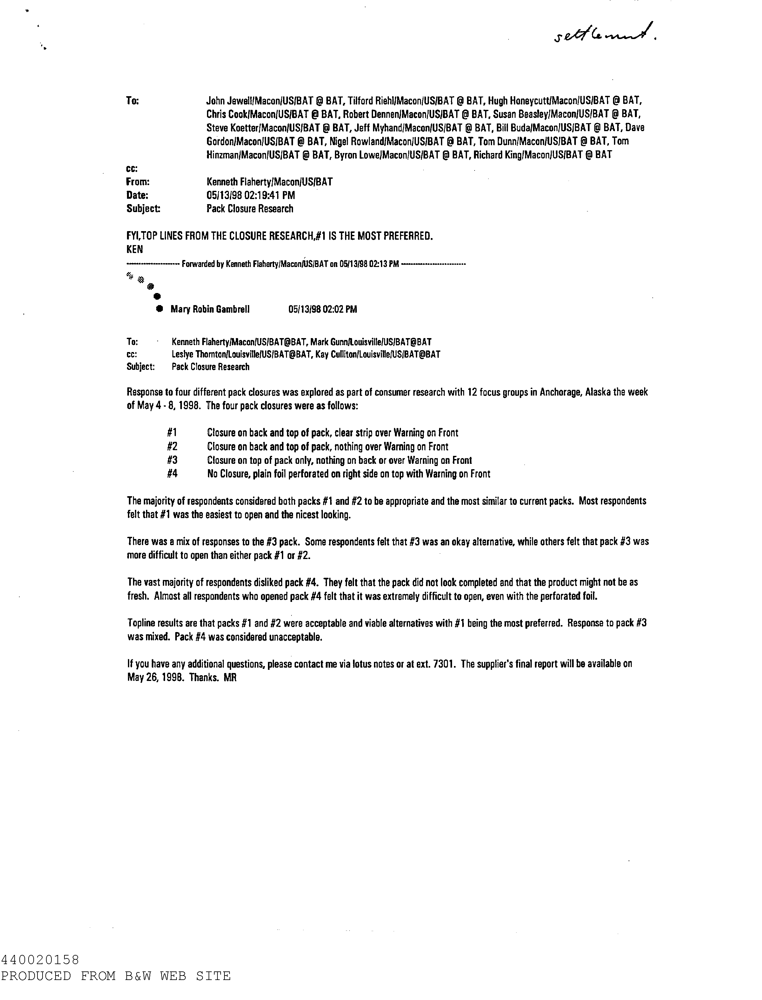 settlement.
To: John Jewell/Macon/US/BAT @ BAT, Tilford Riehl/Macon/US/BAT @ BAT, Hugh Honeycutt/Macon/US/BAT @ BAT,
Chris Cook/Macon/US/BAT @ BAT, Robert Dennen/Macon/US/BAT @ BAT, Susan Beasley/Macon/US/BAT @ BAT,
Steve Koetter/Macon/US/BAT @ BAT, Jeff Myhand/Macon/US/BAT @ BAT, Bill Buda/Macon/US/BAT @ BAT, Dave
Gordon/Macon/US/BAT @ BAT, Nigel Rowland/Macon/US/BAT @ BAT, Tom Dunn/Macon/US/BAT @ BAT, Tom
Hinzman/Macon/US/BAT @ BAT, Byron Lowe/Macon/US/BAT @ BAT, Richard King/Macon/US/BAT @ BAT
cc:
From: Kenneth Flaherty/Macon/US/BAT
Date: 05/13/98 02:19:41 PM
Subject: Pack Closure Research
FYI,TOP LINES FROM THE CLOSURE RESEARCH,#1 IS THE MOST PREFERRED.
KEN
---------------------- Forwarded by Kenneth Flaherty/Macon/US/BAT on 05/13/98 02:13 PM ---------------------------
Mary Robin Gambrell 05/13/98 02:02 PM
To: Kenneth Flaherty/Macon/US/BAT@BAT, Mark Gunn/Louisville/US/BAT@BAT
cc: Leslye Thornton/Louisville/US/BAT@BAT, Kay Culliton/Louisville/US/BAT@BAT
Subject: Pack Closure Research
Response to four different pack closures was explored as part of consumer research with 12 focus groups in Anchorage, Alaska the week
of May 4 - 8, 1998. The four pack closures were as follows:
#1 Closure on back and top of pack, clear strip over Warning on Front
#2 Closure on back and top of pack, nothing over Warning on Front
#3 Closure on top of pack only, nothing on back or over Warning on Front
#4 No Closure, plain foil perforated on right side on top with Warning on Front
The majority of respondents considered both packs #1 and #2 to be appropriate and the most similar to current packs. Most respondents
felt that #1 was the easiest to open and the nicest looking.
There was a mix of responses to the #3 pack. Some respondents felt that #3 was an okay alternative, while others felt that pack #3 was
more difficult to open than either pack #1 or #2.
The vast majority of respondents disliked pack #4. They felt that the pack did not look completed and that the product might not be as
fresh. Almost all respondents who opened pack #4 felt that it was extremely difficult to open, even with the perforated foil.
Topline results are that packs #1 and #2 were acceptable and viable alternatives with #1 being the most preferred. Response to pack #3
was mixed. Pack #4 was considered unacceptable.
If you have any additional questions, please contact me via lotus notes or at ext. 7301. The supplier's final report will be available on
May 26, 1998. Thanks. MR
440020158
PRODUCED FROM B&W WEB SITE